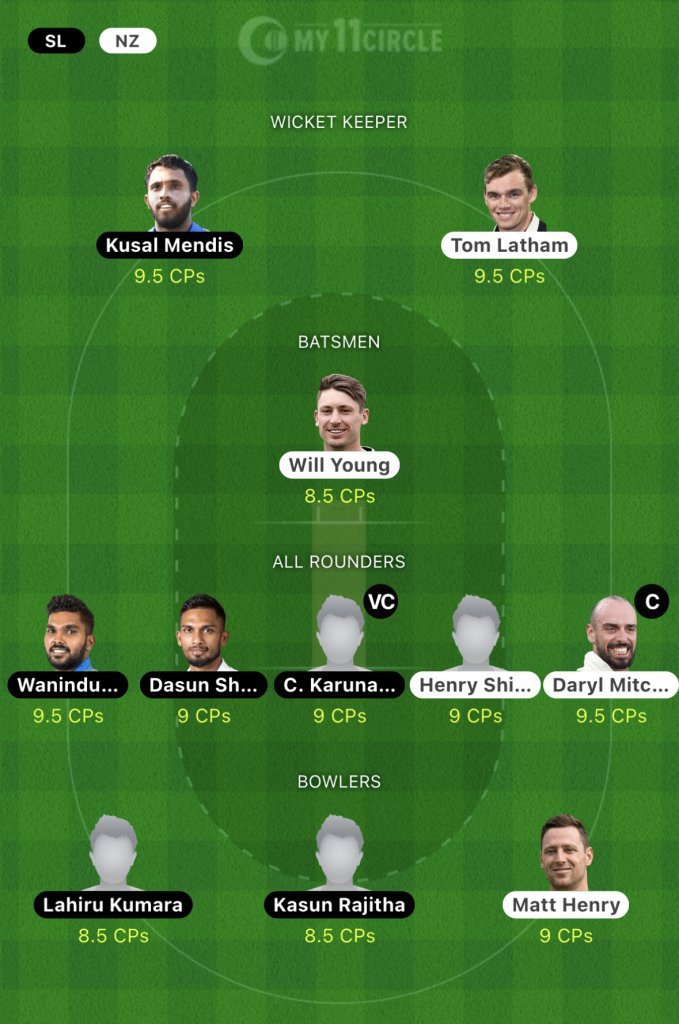 SL NZ MY11CIRCLE
WICKET KEEPER
Kusal Mendis Tom Latham
9.5 CPs 9.5 CPs
BATSMEN
Will Young
8.5 CPs
ALL ROUNDERS
VC C
Wanindu... Dasun Sh... C. Karuna... Henry Shi... Daryl Mitc...
9.5 CPs 9 CPs 9 CPs 9 CPs 9.5 CPs
BOWLERS
Lahiru Kumara Kasun Rajitha Matt Henry
8.5 CPs 8.5 CPs 9 CPs